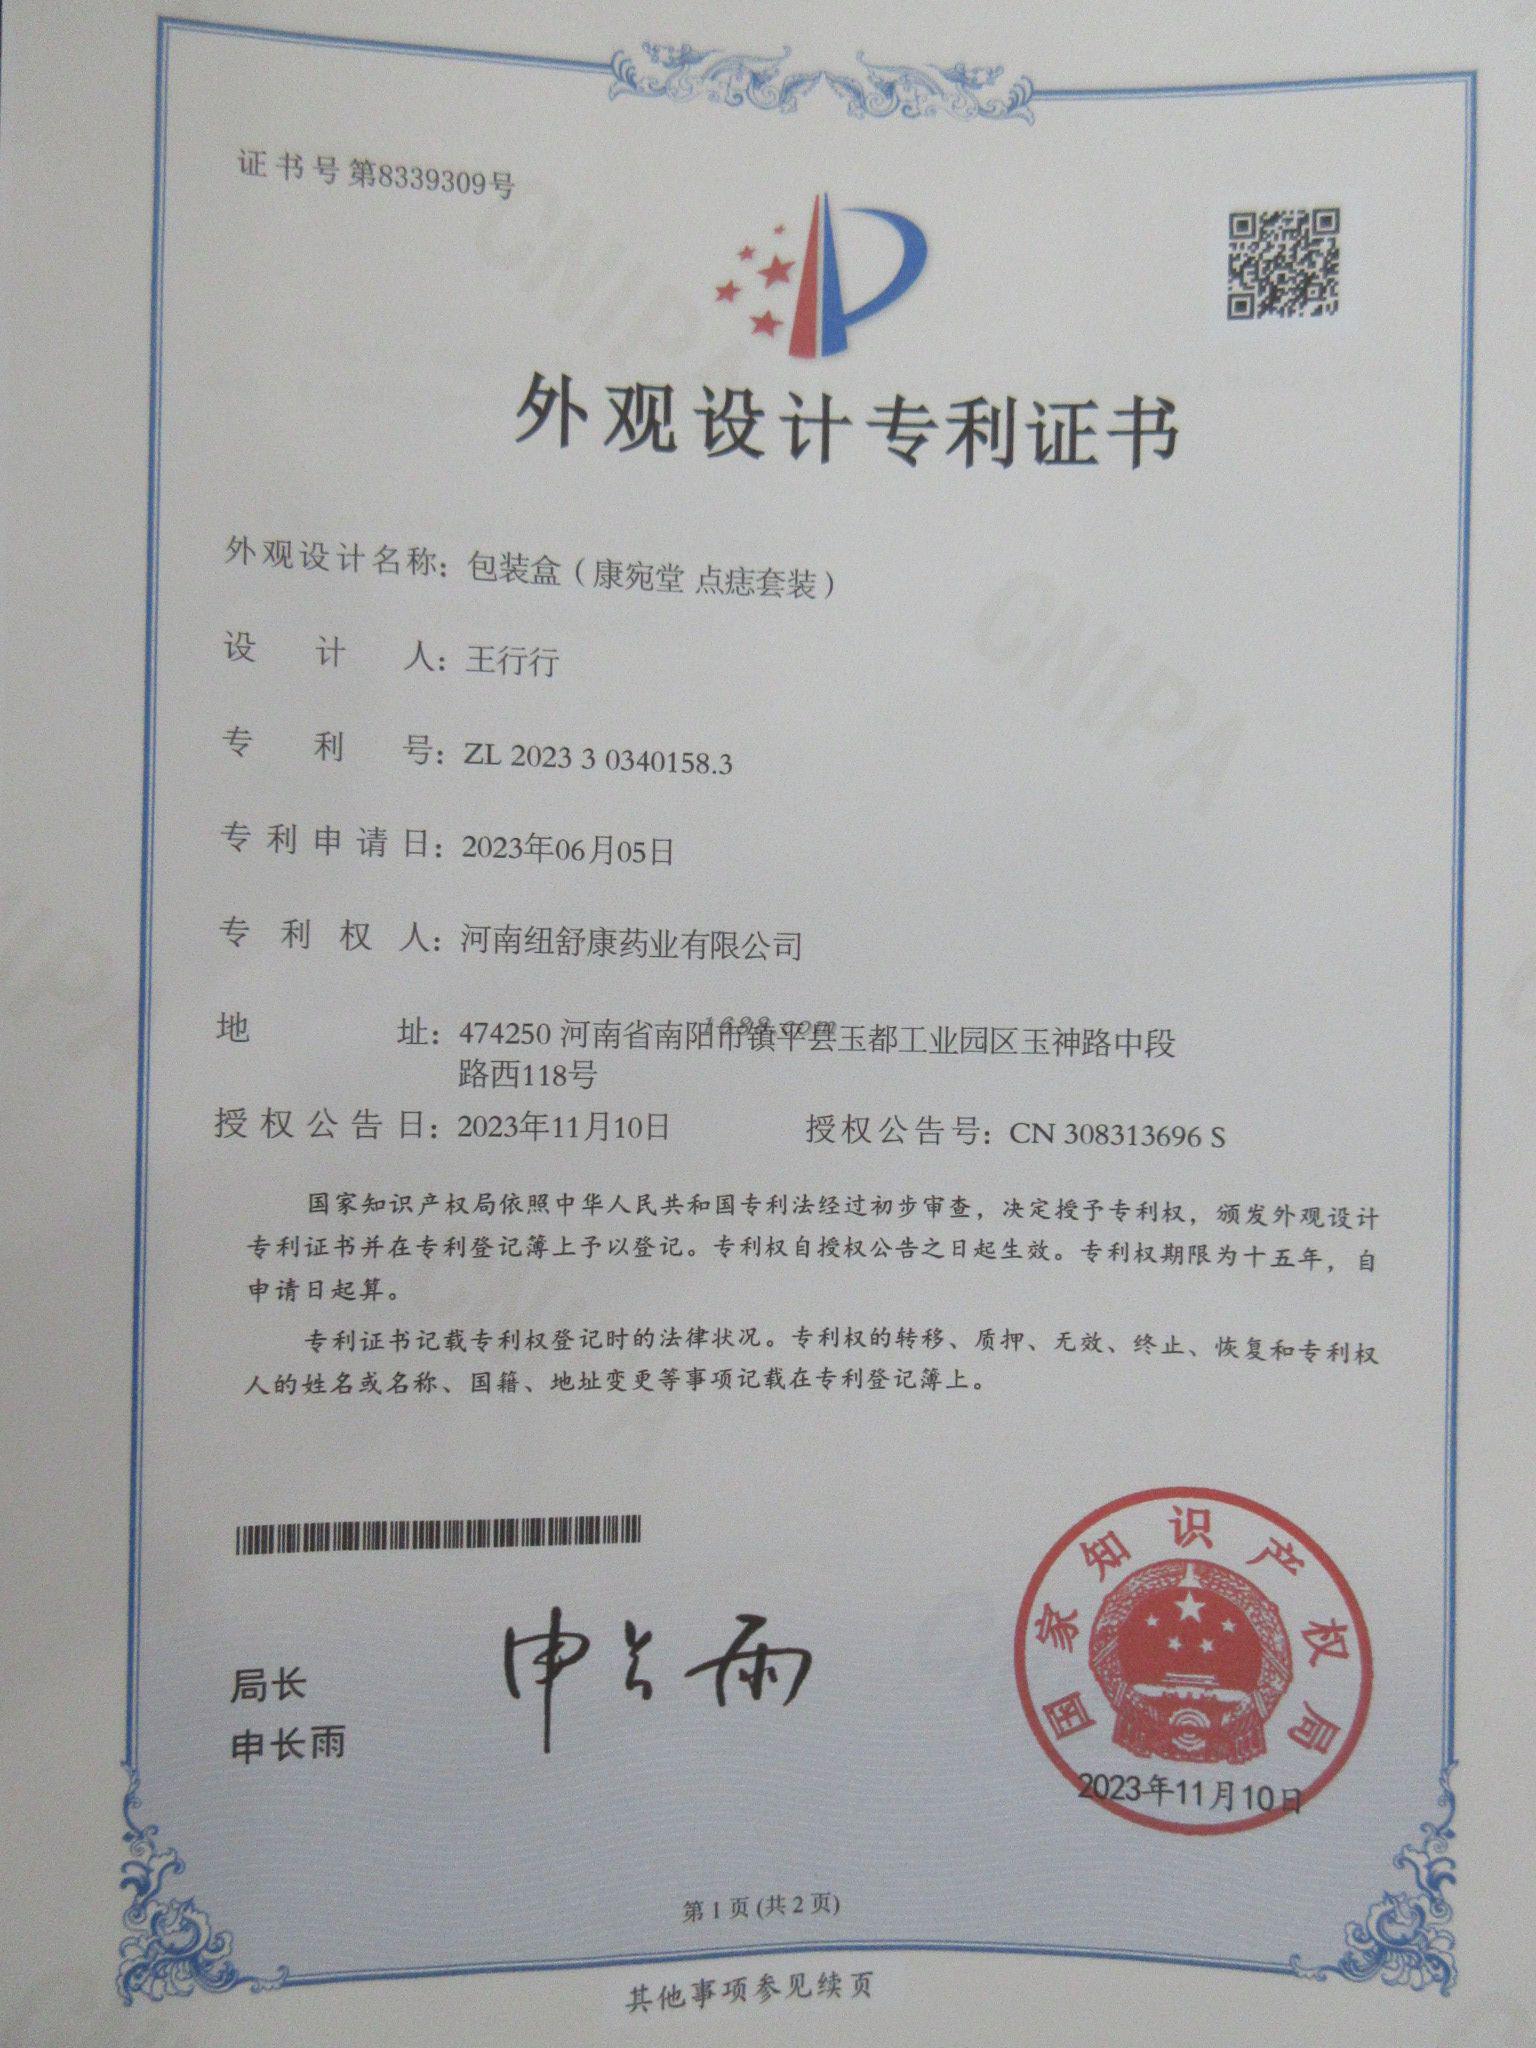 证书号第8339309号
外观设计专利证书
外观设计名称：包装盒（康宛堂 点痣套装）
设计人：王行行
专利号：ZL 2023 3 0340158.3
专利申请日：2023年06月05日
专利权人：河南纽舒康药业有限公司
地址：474250 河南省南阳市镇平县玉都工业园区玉神路中段
路西118号
1688.com
授权公告日：2023年11月10日 授权公告号：CN 308313696 S
国家知识产权局依照中华人民共和国专利法经过初步审查，决定授予专利权，颁发外观设计
专利证书并在专利登记簿上予以登记。专利权自授权公告之日起生效。专利权期限为十五年，自
申请日起算。
专利证书记载专利权登记时的法律状况。专利权的转移、质押、无效、终止、恢复和专利权
人的姓名或名称、国籍、地址变更等事项记载在专利登记簿上。
局长
申长雨
申长雨
国家知识产权局
2023年11月10日
第 1 页 (共 2 页)
其他事项参见续页
CNIPA